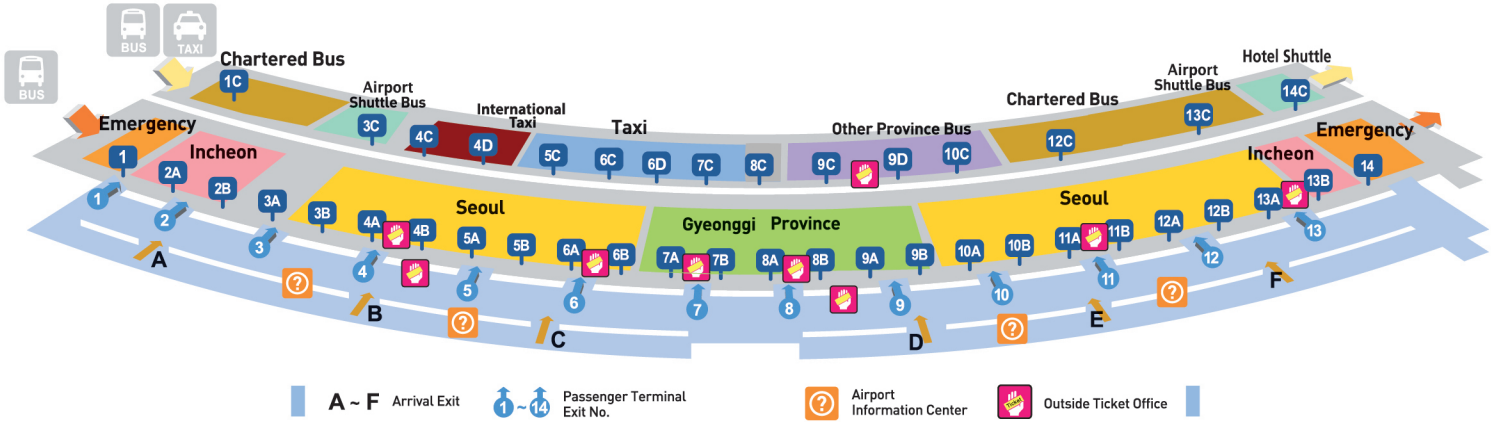 BUS
TAXI
BUS
Chartered Bus
1C
Airport
Shuttle Bus
3C
International
Taxi
4C
4D
Taxi
5C
6C
6D
7C
8C
Other Province Bus
9C
9D
10C
Chartered Bus
12C
Airport
Shuttle Bus
13C
Hotel Shuttle
14C
Emergency
1
Incheon
2A
2B
3A
Seoul
3B
4A
4B
5A
5B
6A
6B
Gyeonggi Province
7A
7B
8A
8B
9A
9B
Seoul
10A
10B
11A
11B
12A
12B
13A
Incheon
13B
Emergency
14
1
2
3
4
5
6
7
8
9
10
11
12
13
A
B
C
D
E
F
?
?
?
?
A ~ F Arrival Exit
1 ~ 14 Passenger Terminal
Exit No.
? Airport
Information Center
Ticket Outside Ticket Office